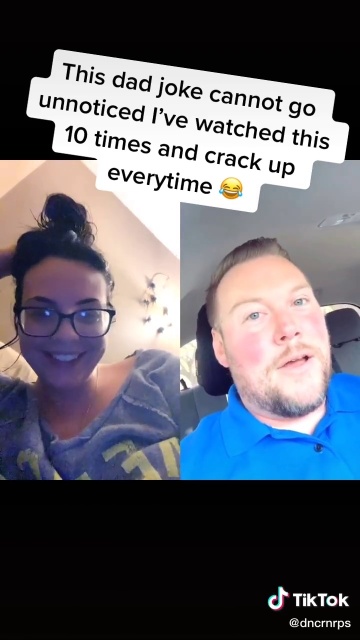 This dad joke cannot go
unnoticed I've watched this
10 times and crack up
everytime 😂
TikTok
@dncrnrps